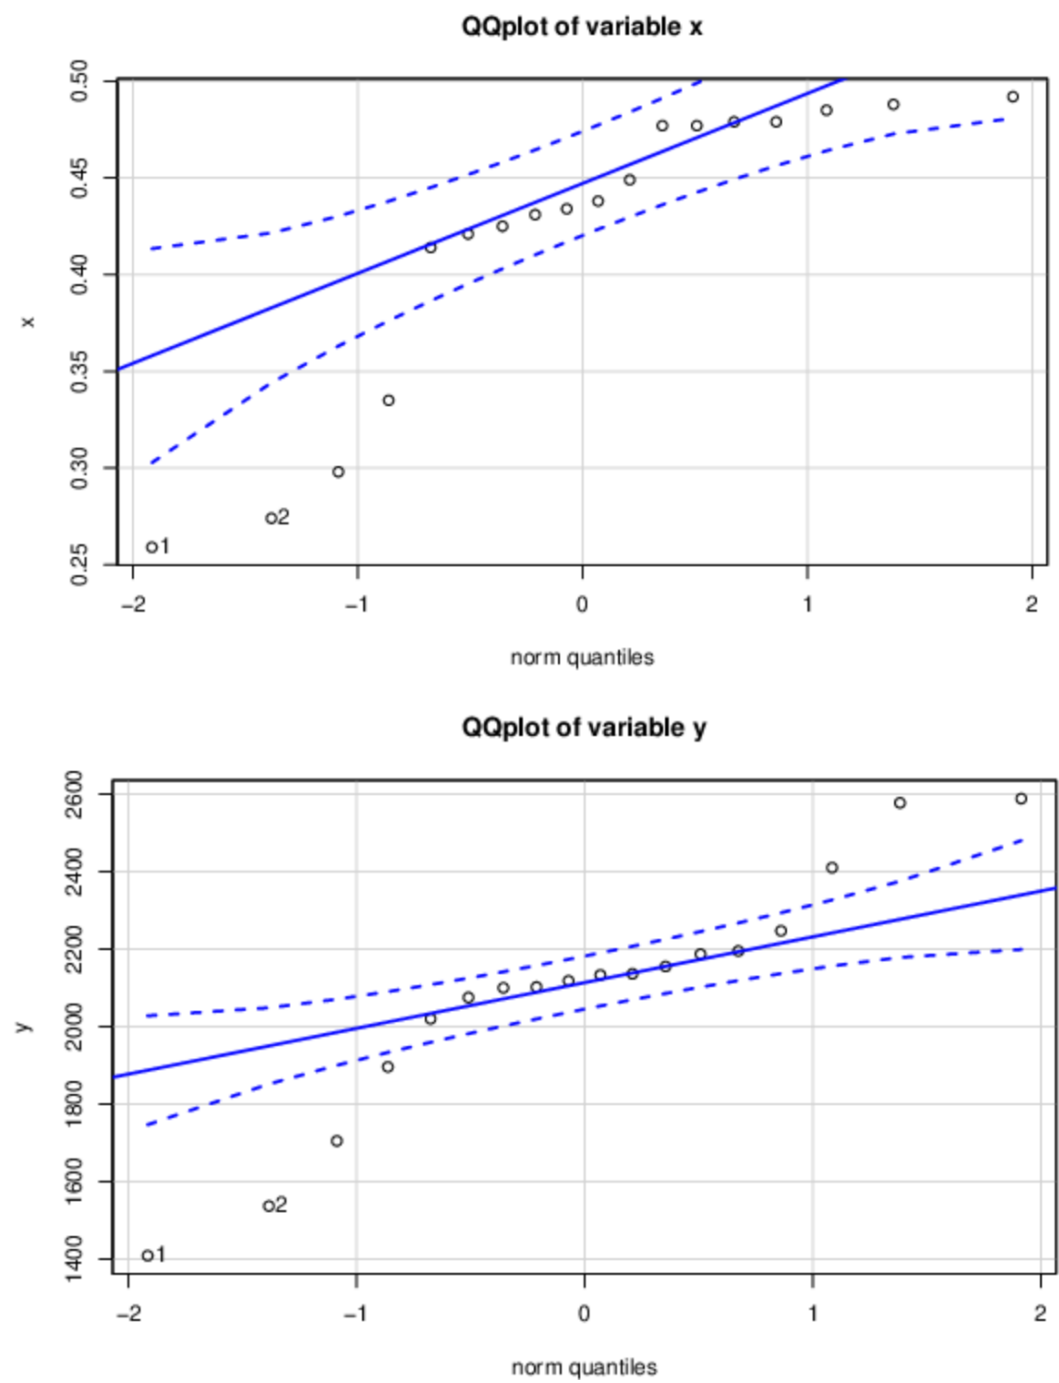 QQplot of variable x
0.50
0.45
0.40
0.35
0.30
0.25
x
2
1
−2 −1 0 1 2
norm quantiles
QQplot of variable y
2600
2400
2200
2000
1800
1600
1400
y
2
1
−2 −1 0 1 2
norm quantiles